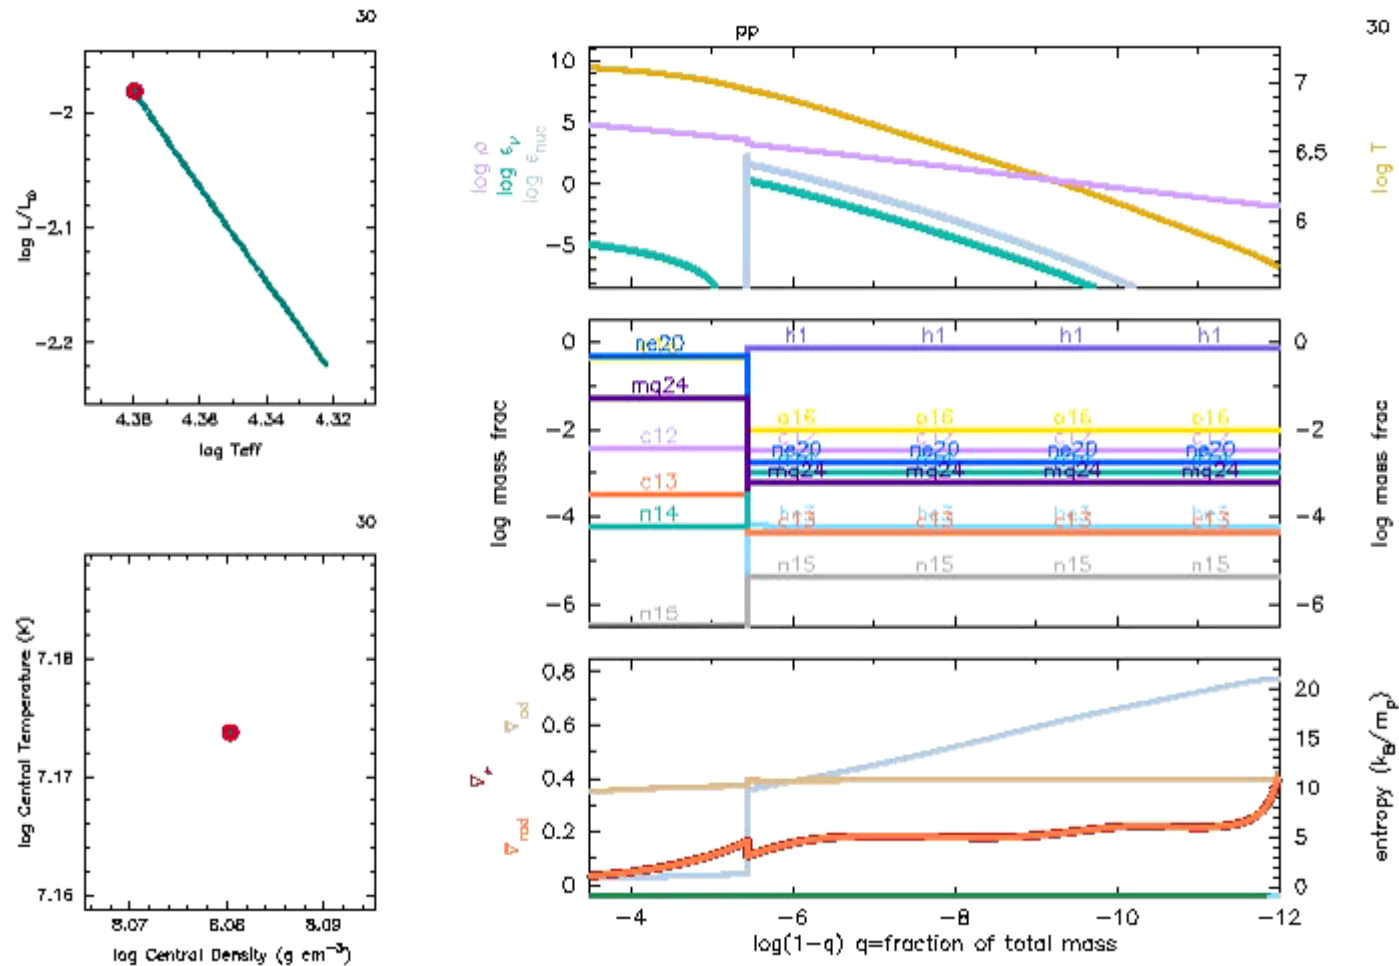 30
log L/L⊙
−2
−2.1
−2.2
4.38 4.36 4.34 4.32
log Teff
30
log Central Temperature (K)
7.18
7.17
7.16
8.07 8.08 8.09
log Central Density (g cm−3)
pp
30
log ρ
log εν
log εnuc
10
5
0
−5
7
6.5
6
log T
log mass frac
0
−2
−4
−6
ne20
mg24
c12
c13
n14
n15
h1 h1 h1 h1
o16 o16 o16 o16
c12 c12 c12 c12
ne20 ne20 ne20 ne20
mg24 mg24 mg24 mg24
c13 c13 c13 c13
n15 n15 n15 n15
0
−2
−4
−6
log mass frac
∇ad
∇rad
0.8
0.6
0.4
0.2
0
20
15
10
5
0
entropy (kB/mp)
−4 −6 −8 −10 −12
log(1−q) q=fraction of total mass